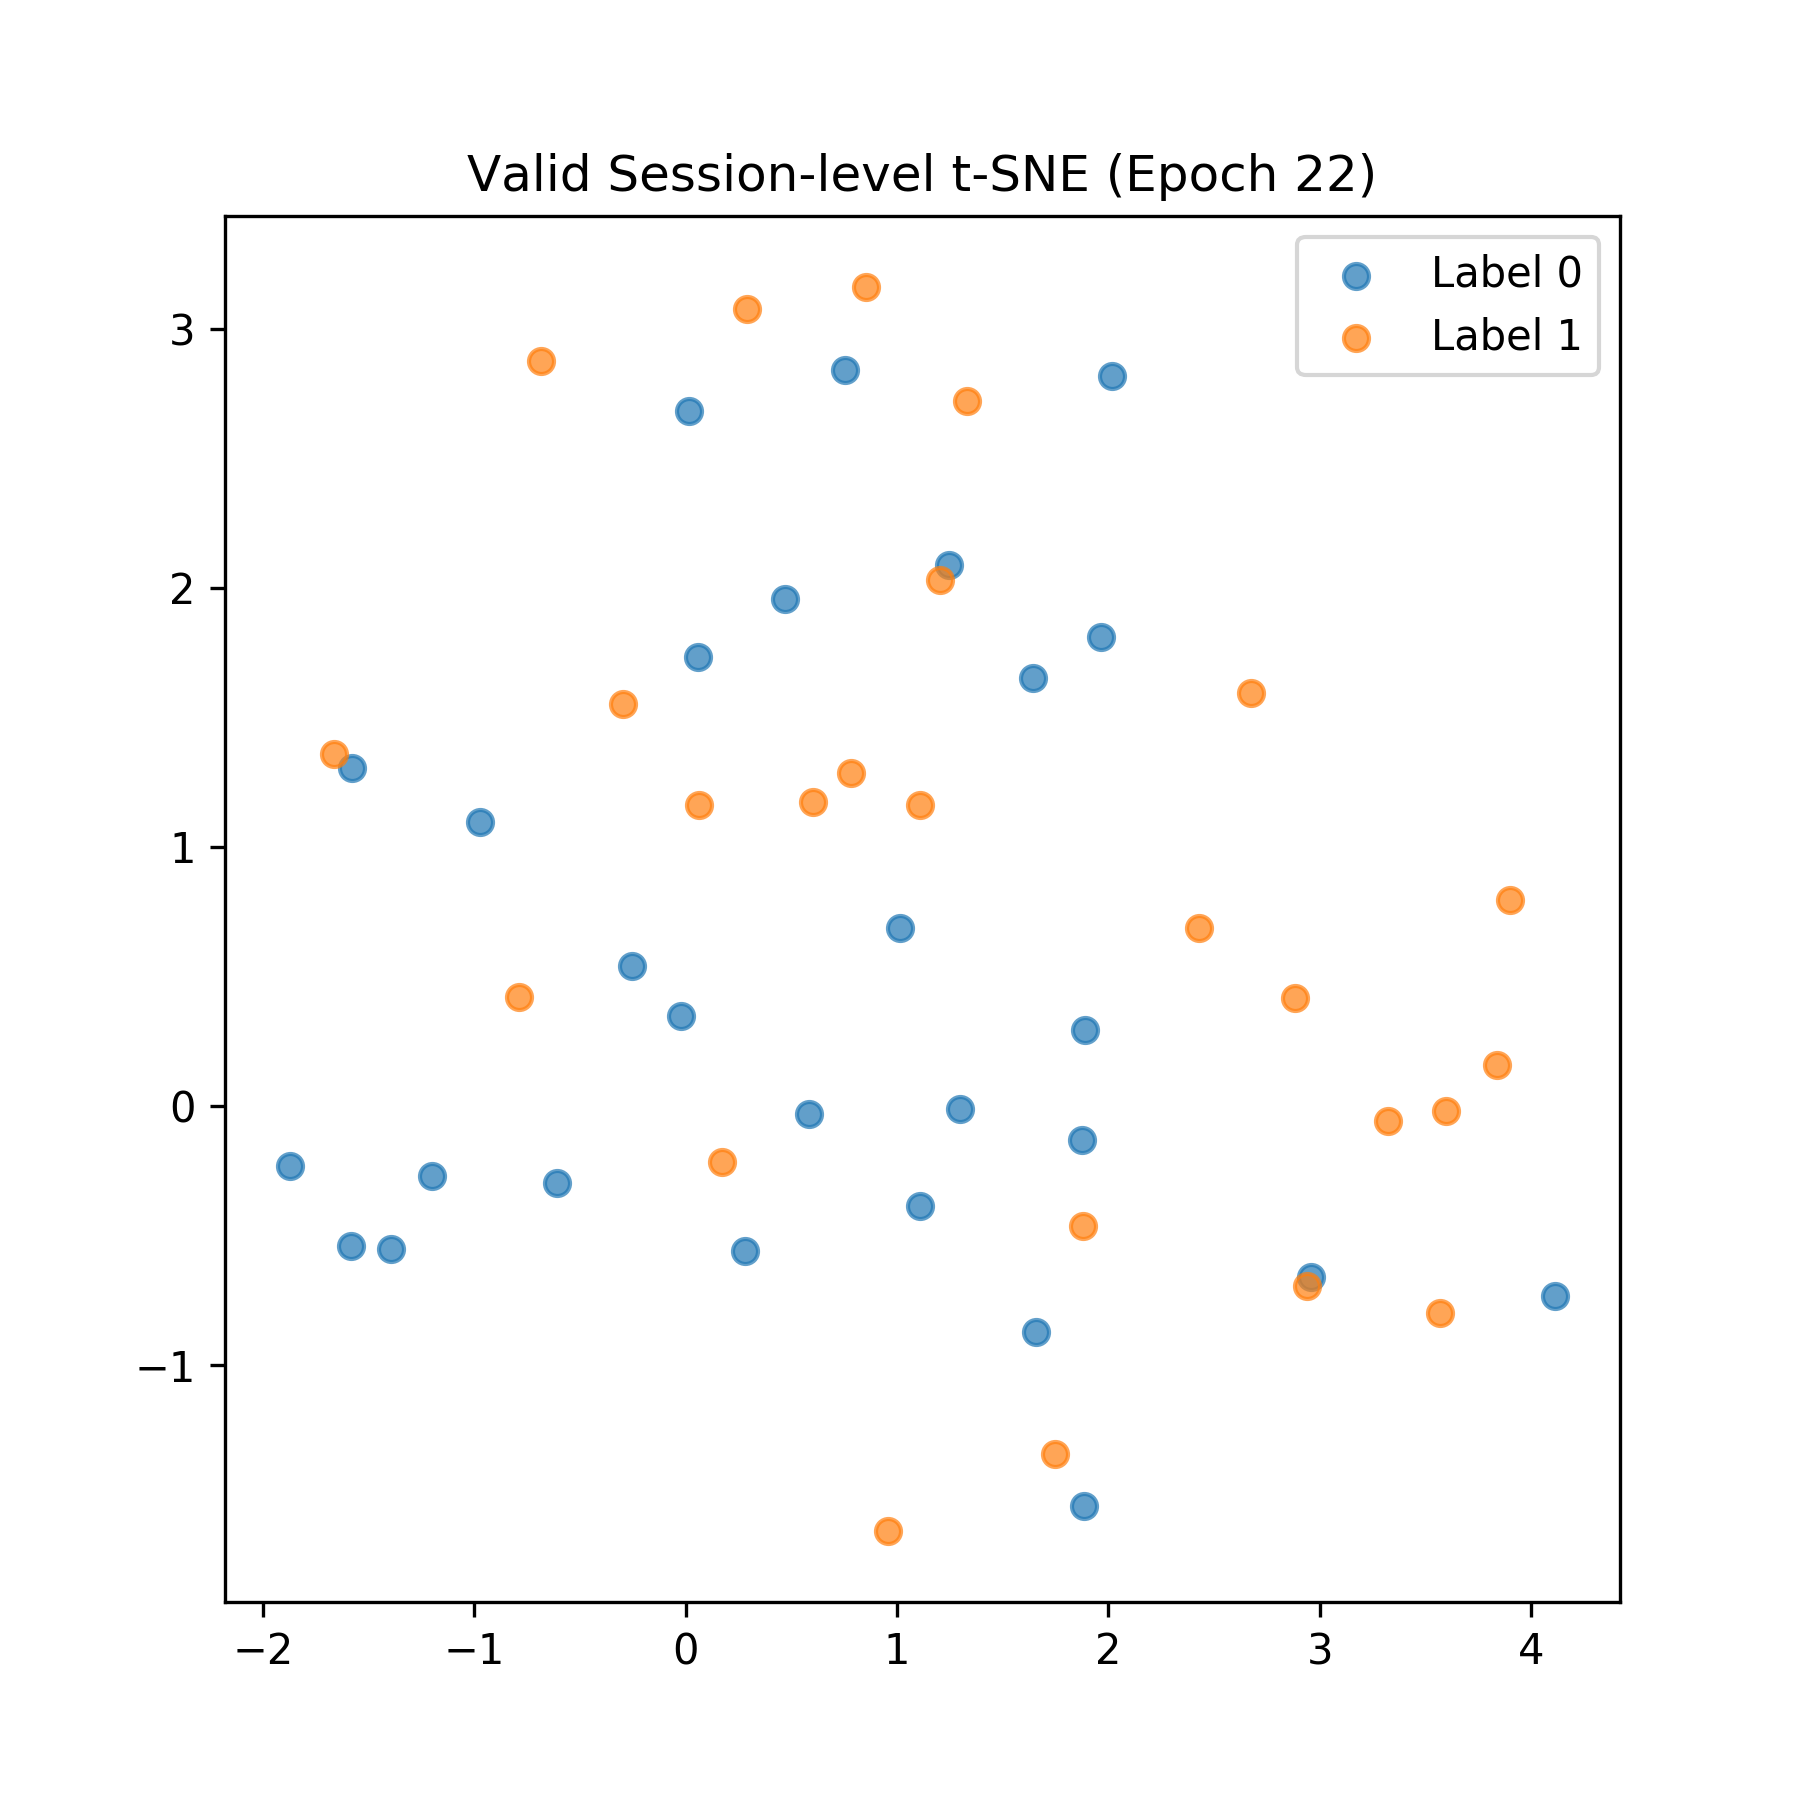 Valid Session-level t-SNE (Epoch 22)
Label 0
Label 1
3
2
1
0
−1
−2 −1 0 1 2 3 4